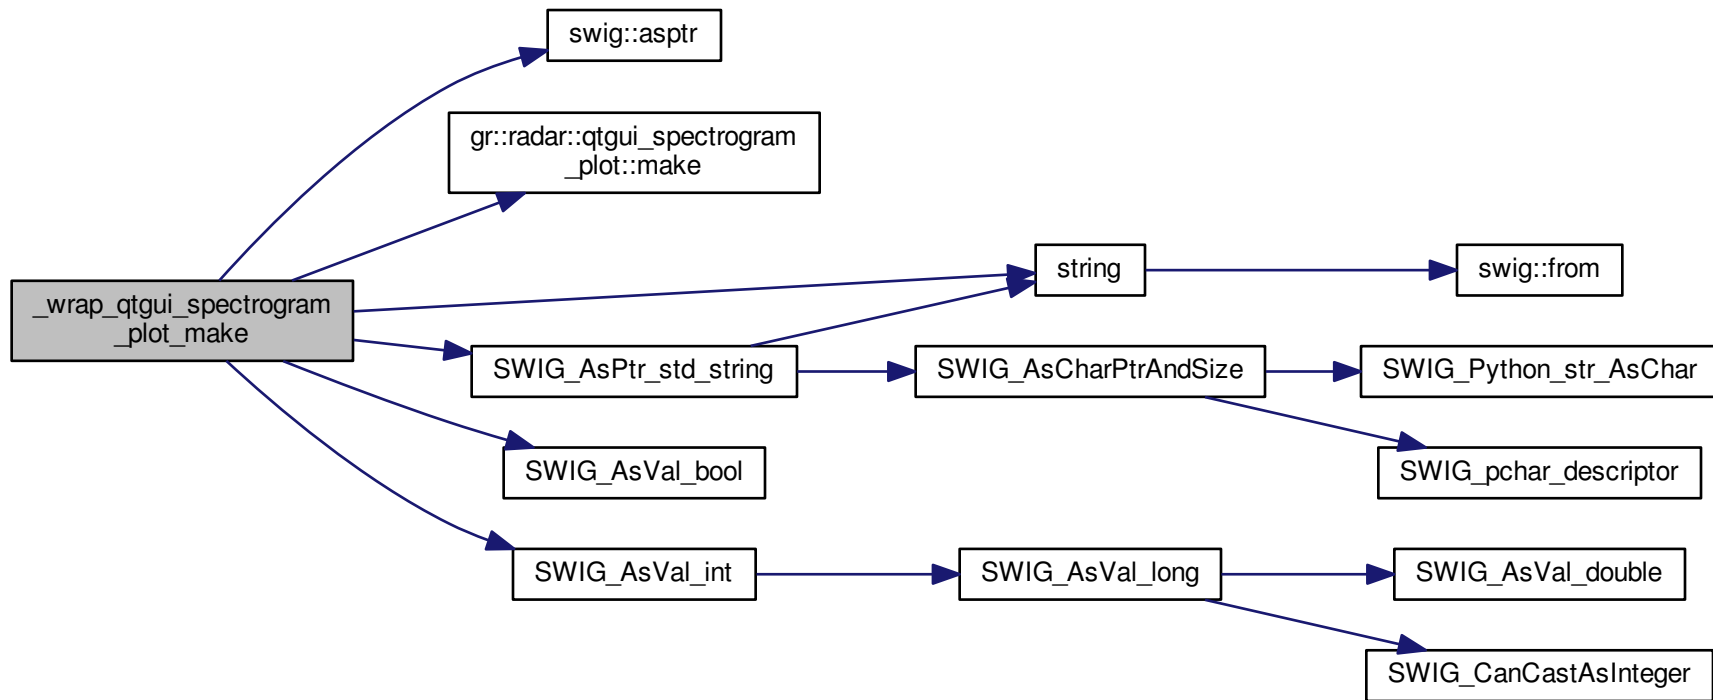 swig::asptr
gr::radar::qtgui_spectrogram
_plot::make
string
swig::from
_wrap_qtgui_spectrogram
_plot_make
SWIG_AsPtr_std_string
SWIG_AsCharPtrAndSize
SWIG_Python_str_AsChar
SWIG_AsVal_bool
SWIG_pchar_descriptor
SWIG_AsVal_int
SWIG_AsVal_long
SWIG_AsVal_double
SWIG_CanCastAsInteger